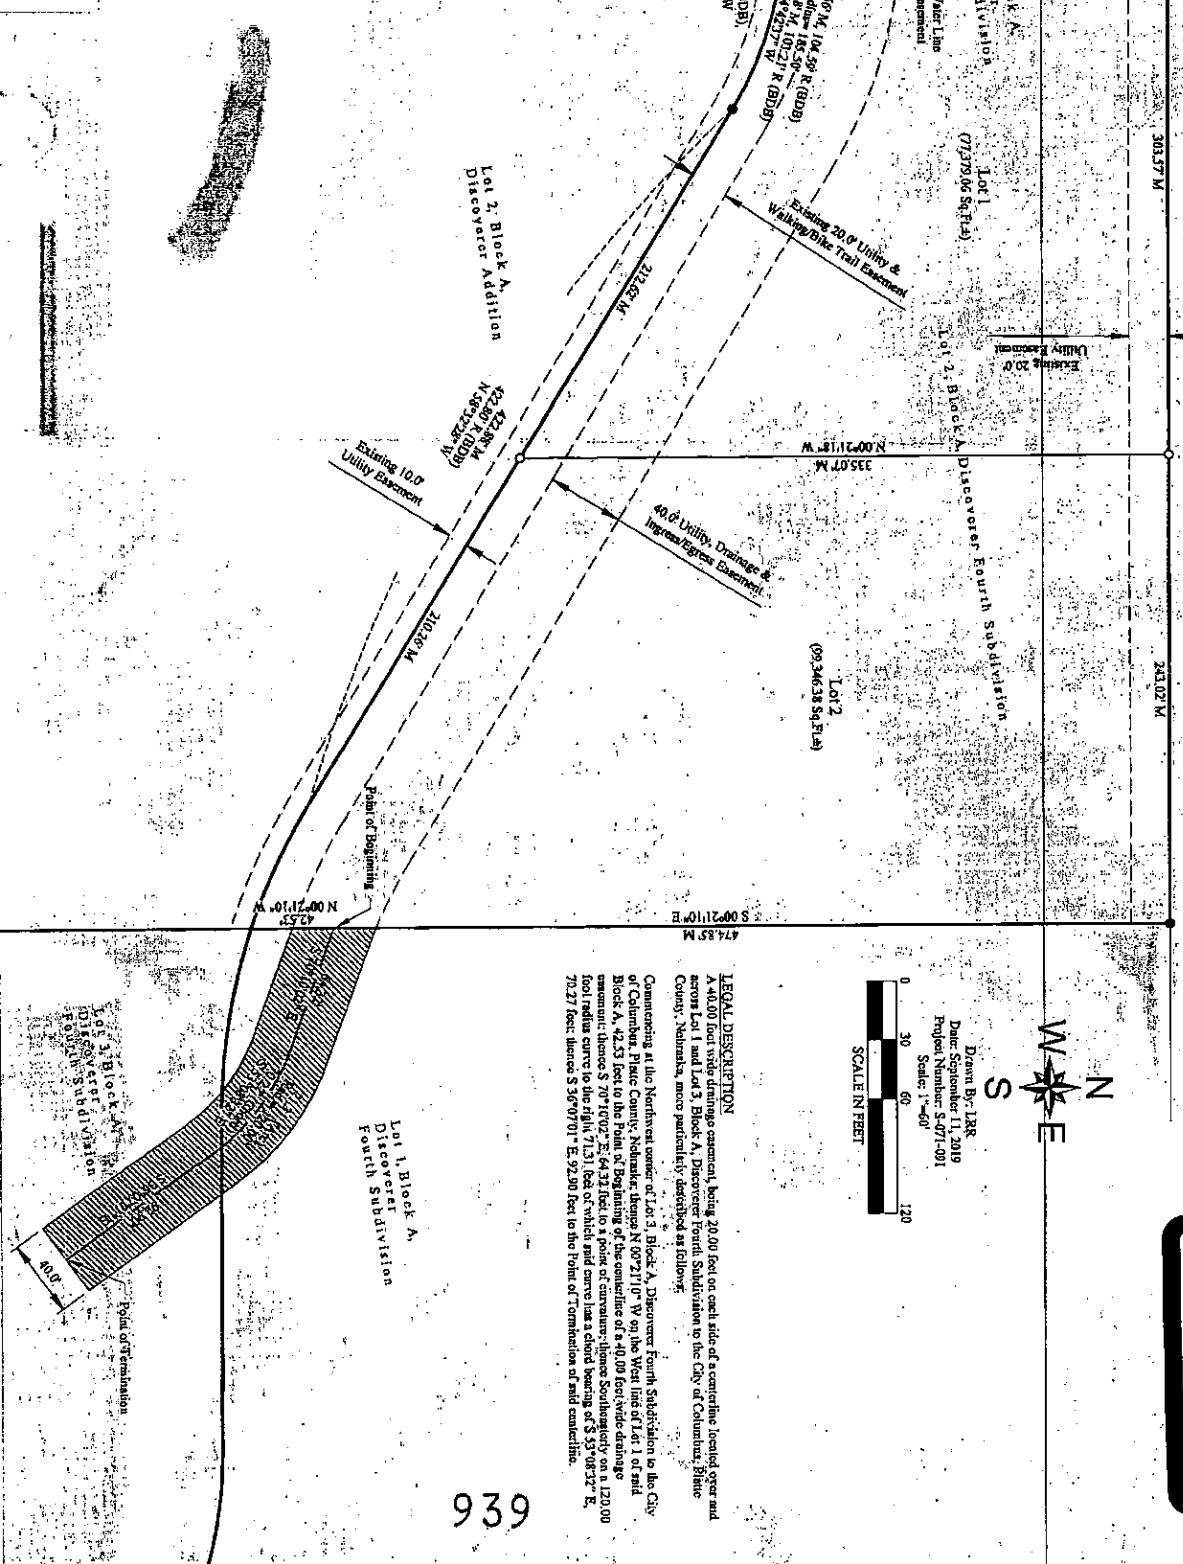 303.57' M
243.02' M
Lot 1
(77,379.06 Sq.Ft.±)
Existing 20.0' Utility &
Walking/Bike Trail Easement
Existing 20.0'
Utility Easement
Lot 2, Block A, Discoverer Fourth Subdivision
Lot 2, Block A,
Discoverer Addition
212.62' M
422.88' M
422.80' R (BDB)
N 58°32'28" W
Existing 10.0'
Utility Easement
N 00°21'18" W
335.07' M
40.0' Utility, Drainage &
Ingress/Egress Easement
210.26' M
Lot 2
(99,346.38 Sq.Ft.±)
Point of Beginning
N 00°21'10" W
42.53'
S 00°21'10" E
474.85' M
N
W E
S
Drawn By: LRR
Date: September 11, 2019
Project Number: S-071-091
Scale: 1"=60'
0 30 60 120
SCALE IN FEET
LEGAL DESCRIPTION
A 40.00 foot wide drainage easement, being 20.00 feet on each side of a centerline located over and
across Lot 1 and Lot 3, Block A, Discoverer Fourth Subdivision to the City of Columbus, Platte
County, Nebraska, more particularly described as follows:
Commencing at the Northwest corner of Lot 3, Block A, Discoverer Fourth Subdivision to the City
of Columbus, Platte County, Nebraska; thence N 00°21'10" W on the West line of Lot 1 of said
Block A, 42.53 feet to the Point of Beginning of the centerline of a 40.00 foot wide drainage
easement; thence S 70°10'02" E, 64.32 feet to a point of curvature; thence Southeasterly on a 120.00
foot radius curve to the right 71.31 feet of which said curve has a chord bearing of S 53°08'32" E,
70.27 feet; thence S 36°07'01" E, 92.90 feet to the Point of Termination of said centerline.
Lot 1, Block A,
Discoverer
Fourth Subdivision
Lot 3, Block A,
Discoverer
Fourth Subdivision
40.0'
Point of Termination
939